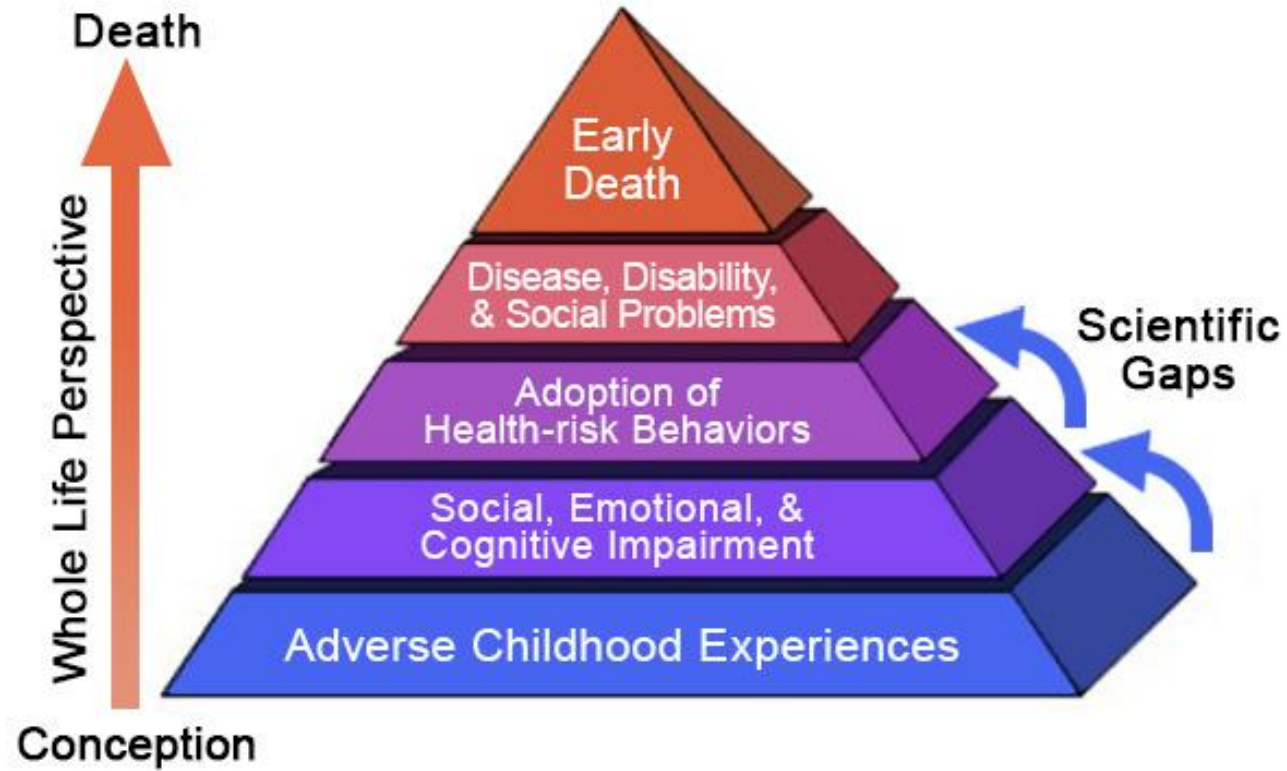 Death
Whole Life Perspective
Conception
Early
Death
Disease, Disability,
& Social Problems
Adoption of
Health-risk Behaviors
Social, Emotional, &
Cognitive Impairment
Adverse Childhood Experiences
Scientific
Gaps